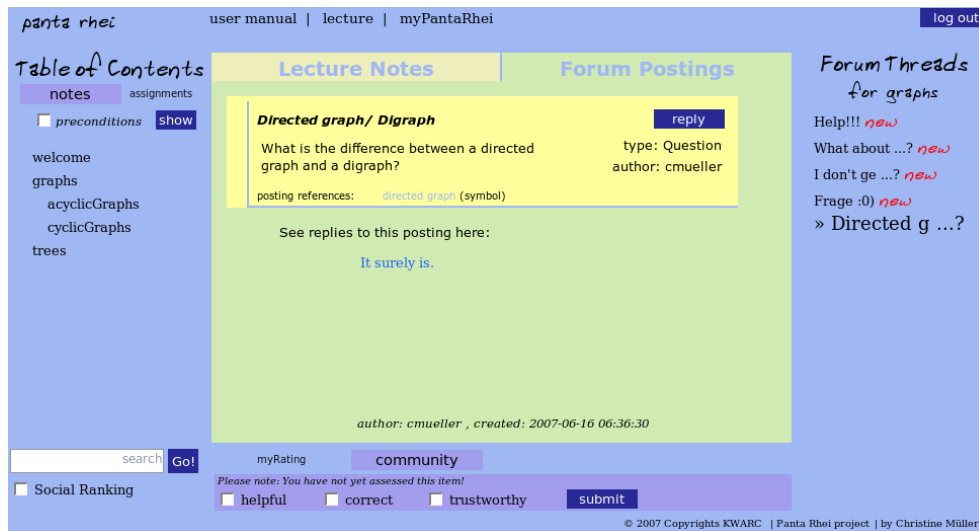 panta rhei
user manual | lecture | myPantaRhei
log out
Table of Contents
notes assignments
preconditions show
welcome
graphs
acyclicGraphs
cyclicGraphs
trees
search Go!
Social Ranking
Lecture Notes Forum Postings
Directed graph/ Digraph reply
What is the difference between a directed
graph and a digraph?
type: Question
author: cmueller
posting references: directed graph (symbol)
See replies to this posting here:
It surely is.
author: cmueller , created: 2007-06-16 06:36:30
myRating community
Please note: You have not yet assessed this item!
helpful correct trustworthy submit
Forum Threads
for graphs
Help!!! new
What about ...? new
I don't ge ...? new
Frage :0) new
» Directed g ...?
© 2007 Copyrights KWARC | Panta Rhei project | by Christine Müller